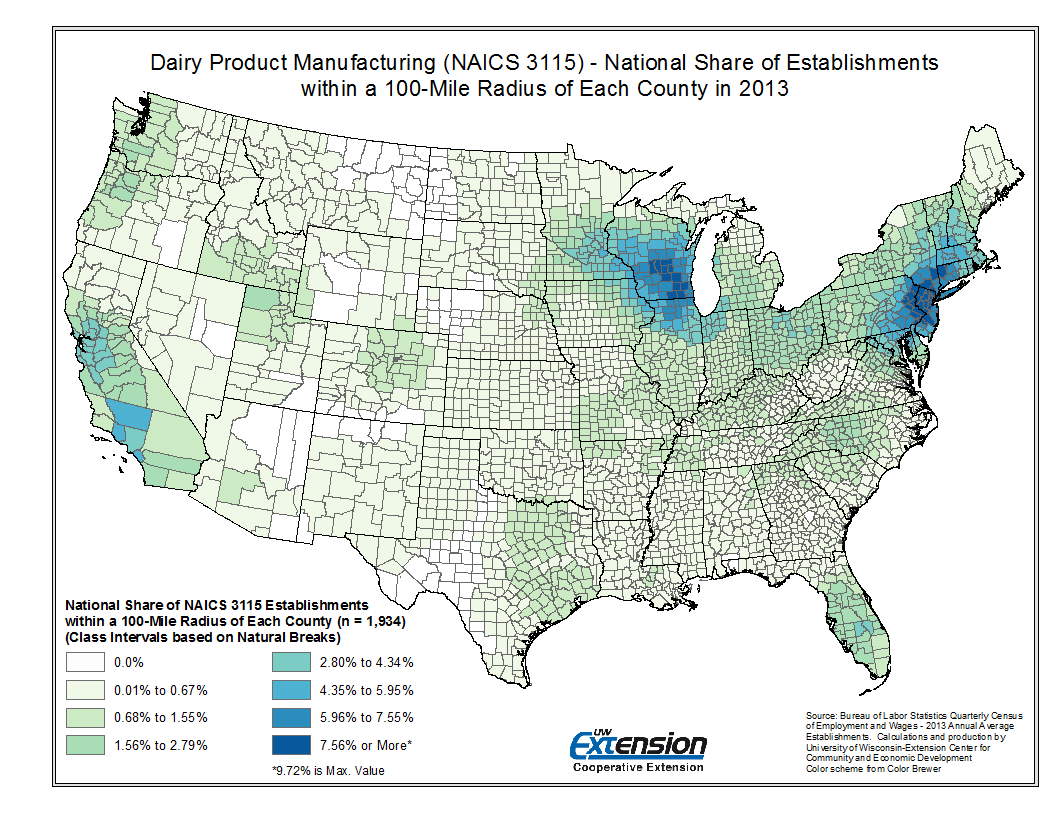 Dairy Product Manufacturing (NAICS 3115) - National Share of Establishments
within a 100-Mile Radius of Each County in 2013
National Share of NAICS 3115 Establishments
within a 100-Mile Radius of Each County (n = 1,934)
(Class Intervals based on Natural Breaks)
0.0%
0.01% to 0.67%
0.68% to 1.55%
1.56% to 2.79%
2.80% to 4.34%
4.35% to 5.95%
5.96% to 7.55%
7.56% or More*
*9.72% is Max. Value
UW
Extension
Cooperative Extension
Source: Bureau of Labor Statistics Quarterly Census
of Employment and Wages - 2013 Annual Average
Establishments. Calculations and production by
University of Wisconsin-Extension Center for
Community and Economic Development
Color scheme from Color Brewer